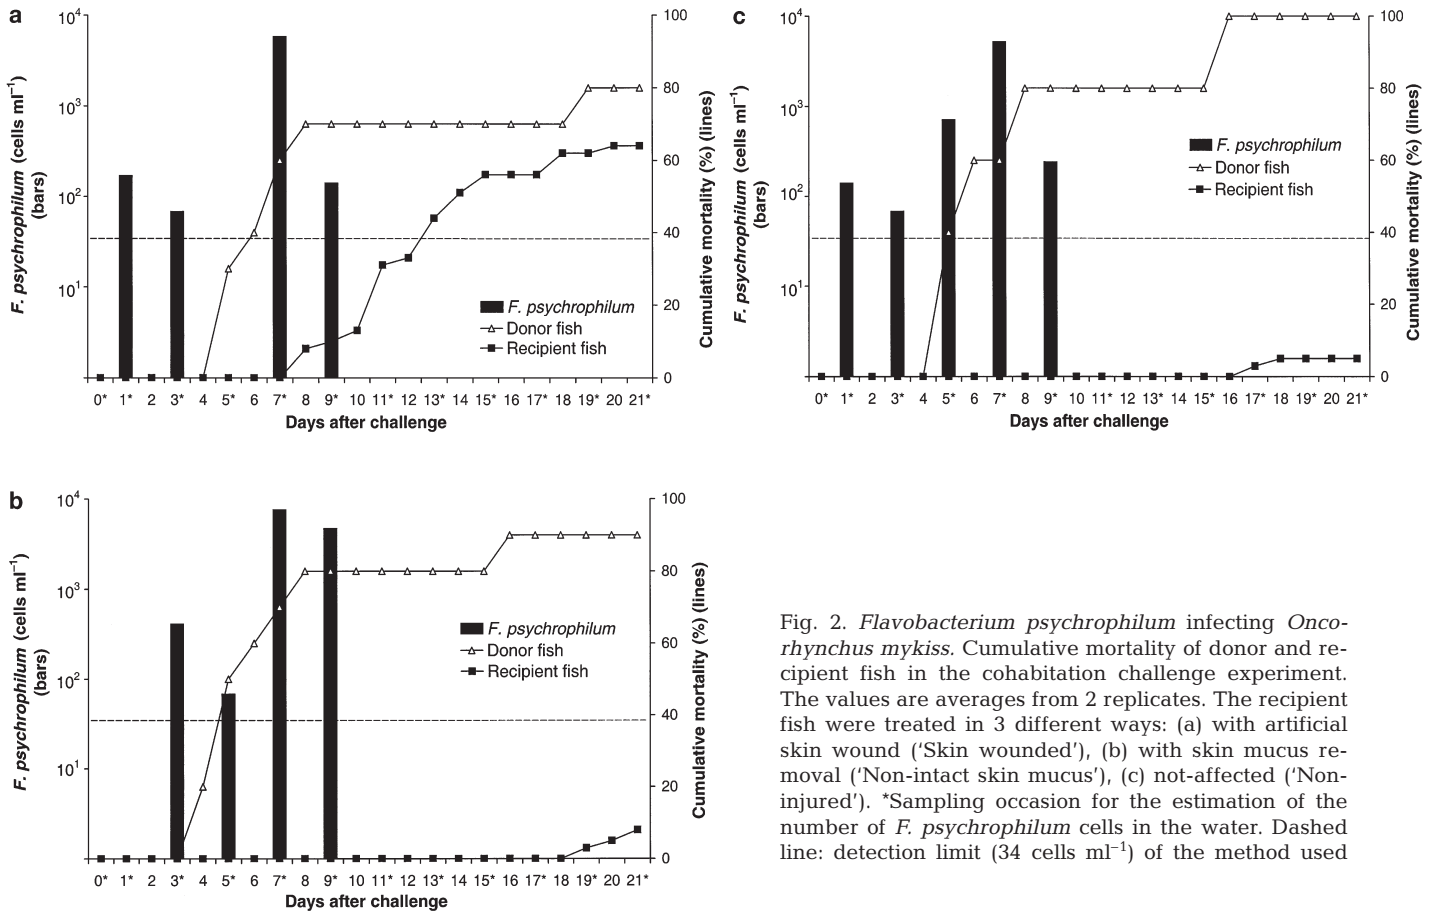 a
10⁴
10³
10²
10¹
F. psychrophilum (cells ml⁻¹)
(bars)
100
80
60
40
20
0
Cumulative mortality (%) (lines)
F. psychrophilum
Donor fish
Recipient fish
0* 1* 2 3* 4 5* 6 7* 8 9* 10 11* 12 13* 14 15* 16 17* 18 19* 20 21*
Days after challenge
c
10⁴
10³
10²
10¹
F. psychrophilum (cells ml⁻¹)
(bars)
100
80
60
40
20
0
Cumulative mortality (%) (lines)
F. psychrophilum
Donor fish
Recipient fish
0* 1* 2 3* 4 5* 6 7* 8 9* 10 11* 12 13* 14 15* 16 17* 18 19* 20 21*
Days after challenge
b
10⁴
10³
10²
10¹
F. psychrophilum (cells ml⁻¹)
(bars)
100
80
60
40
20
0
Cumulative mortality (%) (lines)
F. psychrophilum
Donor fish
Recipient fish
0* 1* 2 3* 4 5* 6 7* 8 9* 10 11* 12 13* 14 15* 16 17* 18 19* 20 21*
Days after challenge
Fig. 2. Flavobacterium psychrophilum infecting Onco-
rhynchus mykiss. Cumulative mortality of donor and re-
cipient fish in the cohabitation challenge experiment.
The values are averages from 2 replicates. The recipient
fish were treated in 3 different ways: (a) with artificial
skin wound (‘Skin wounded’), (b) with skin mucus re-
moval (‘Non-intact skin mucus’), (c) not-affected (‘Non-
injured’). *Sampling occasion for the estimation of the
number of F. psychrophilum cells in the water. Dashed
line: detection limit (34 cells ml⁻¹) of the method used